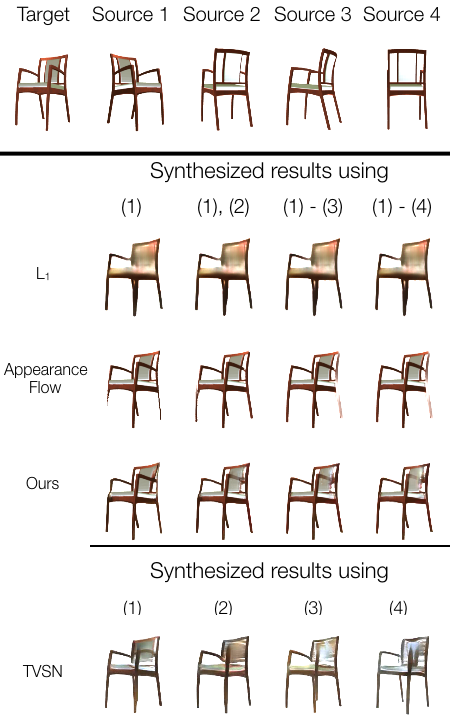 Target Source 1 Source 2 Source 3 Source 4
Synthesized results using
(1) (1), (2) (1) - (3) (1) - (4)
L₁
Appearance
Flow
Ours
Synthesized results using
(1) (2) (3) (4)
TVSN